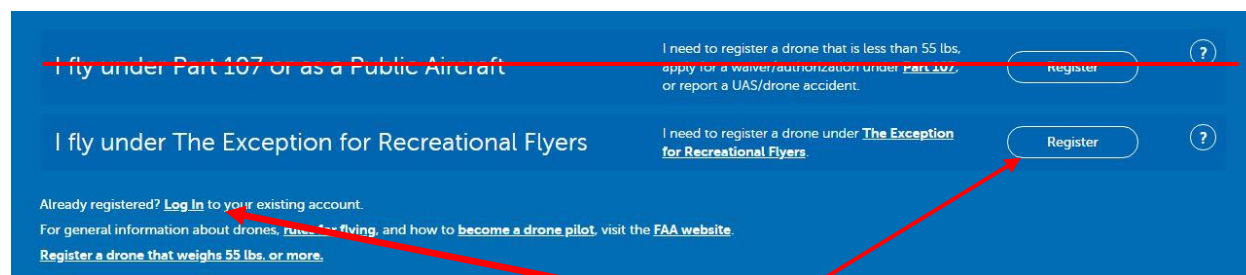 I fly under Part 107 or as a Public Aircraft
I need to register a drone that is less than 55 lbs,
apply for a waiver/authorization under Part 107,
or report a UAS/drone accident.
Register
?
I fly under The Exception for Recreational Flyers
I need to register a drone under The Exception
for Recreational Flyers.
Register
?
Already registered? Log In to your existing account.
For general information about drones, rules for flying, and how to become a drone pilot, visit the FAA website.
Register a drone that weighs 55 lbs. or more.